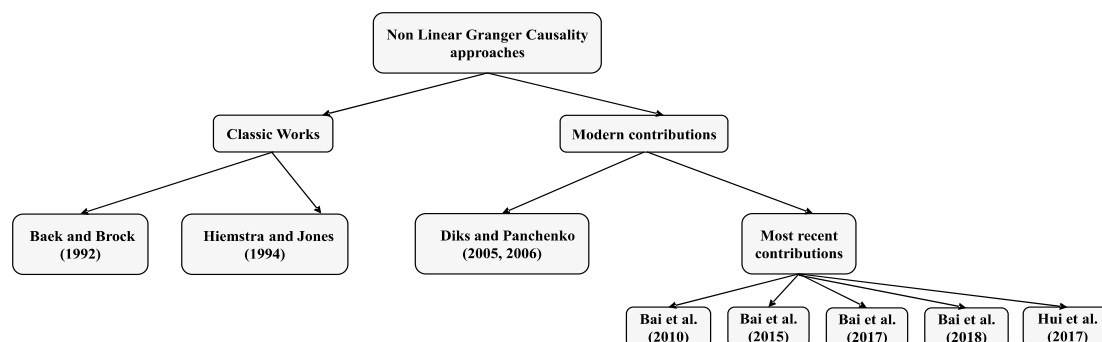 Non Linear Granger Causality
approaches
Classic Works
Modern contributions
Baek and Brock
(1992)
Hiemstra and Jones
(1994)
Diks and Panchenko
(2005, 2006)
Most recent
contributions
Bai et al.
(2010)
Bai et al.
(2015)
Bai et al.
(2017)
Bai et al.
(2018)
Hui et al.
(2017)